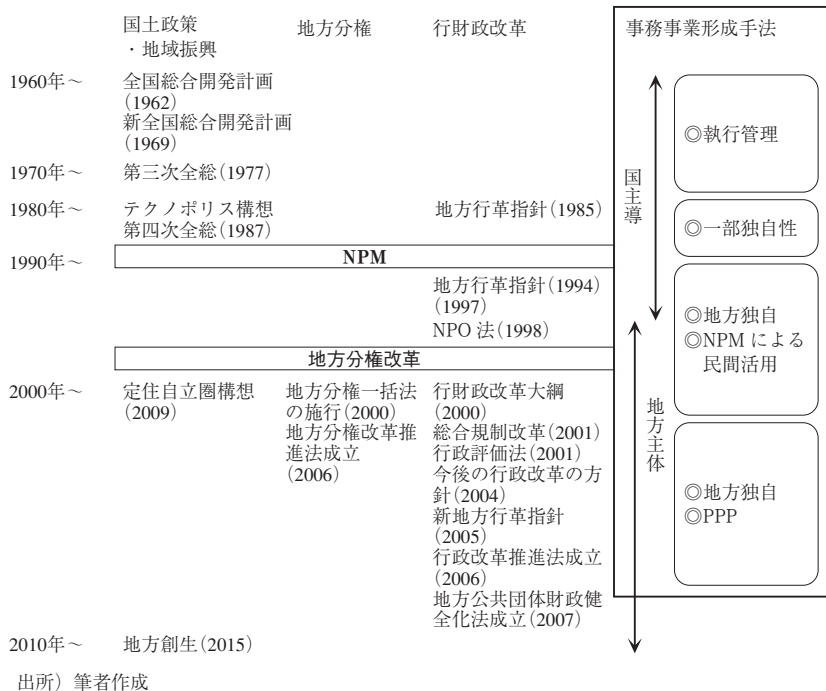 国土政策
・地域振興
地方分権
行財政改革
事務事業形成手法
1960年～
全国総合開発計画
(1962)
新全国総合開発計画
(1969)
1970年～
第三次全総(1977)
1980年～
テクノポリス構想
第四次全総(1987)
地方行革指針(1985)
NPM
1990年～
地方行革指針(1994)
(1997)
NPO 法(1998)
地方分権改革
2000年～
定住自立圏構想
(2009)
地方分権一括法
の施行(2000)
地方分権改革推
進法成立
(2006)
行財政改革大綱
(2000)
総合規制改革(2001)
行政評価法(2001)
今後の行政改革の方
針(2004)
新地方行革指針
(2005)
行政改革推進法成立
(2006)
地方公共団体財政健
全化法成立(2007)
2010年～
地方創生(2015)
国主導
地方主体
◎執行管理
◎一部独自性
◎地方独自
◎NPM による
民間活用
◎地方独自
◎PPP
出所）筆者作成